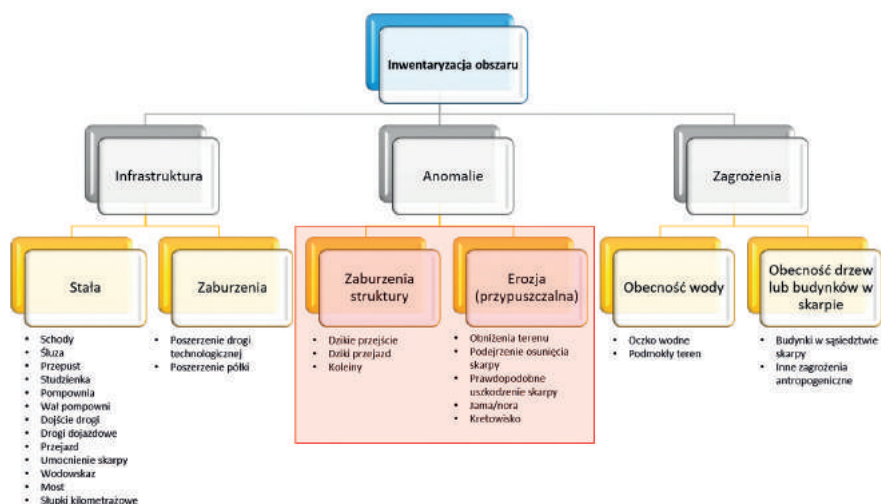 Inwentaryzacja obszaru
Infrastruktura
Anomalie
Zagrożenia
Stała
Zaburzenia
Zaburzenia
struktury
Erozja
(przypuszczalna)
Obecność wody
Obecność drzew
lub budynków w
skarpie
• Schody
• Śluza
• Przepust
• Studzienka
• Pompownia
• Wał pompowni
• Dojście drogi
• Drogi dojazdowe
• Przejazd
• Umocnienie skarpy
• Wodowskaz
• Most
• Słupki kilometrażowe
• Poszerzenie drogi
technologicznej
• Poszerzenie półki
• Dzikie przejście
• Dziki przejazd
• Koleiny
• Obniżenia terenu
• Podejrzenie osunięcia
skarpy
• Prawdopodobne
uszkodzenie skarpy
• Jama/nora
• Kretowisko
• Oczko wodne
• Podmokły teren
• Budynki w sąsiedztwie
skarpy
• Inne zagrożenia
antropogeniczne